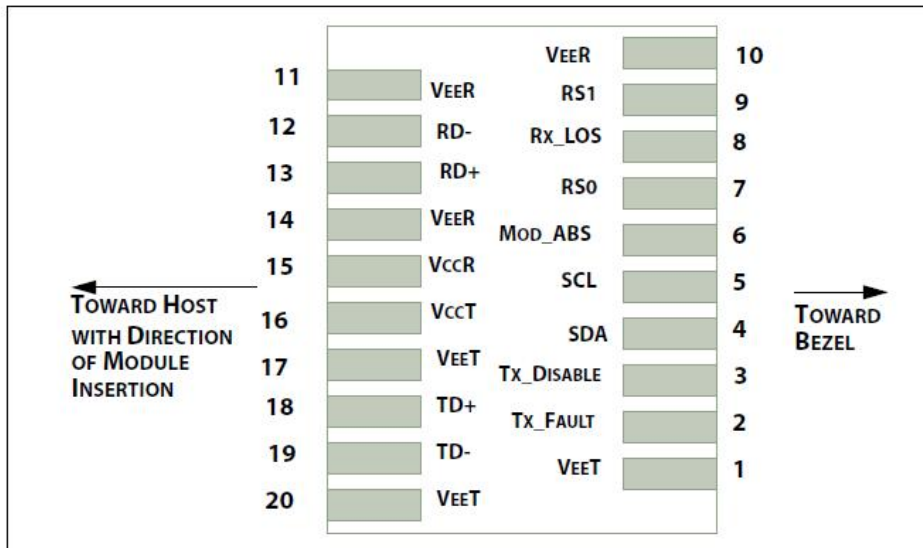 11 VEER
12 RD-
13 RD+
14 VEER
15 VCCR
16 VCCT
17 VEET
18 TD+
19 TD-
20 VEET
VEER 10
RS1 9
RX_LOS 8
RS0 7
MOD_ABS 6
SCL 5
SDA 4
TX_DISABLE 3
TX_FAULT 2
VEET 1
TOWARD HOST
WITH DIRECTION
OF MODULE
INSERTION
TOWARD
BEZEL